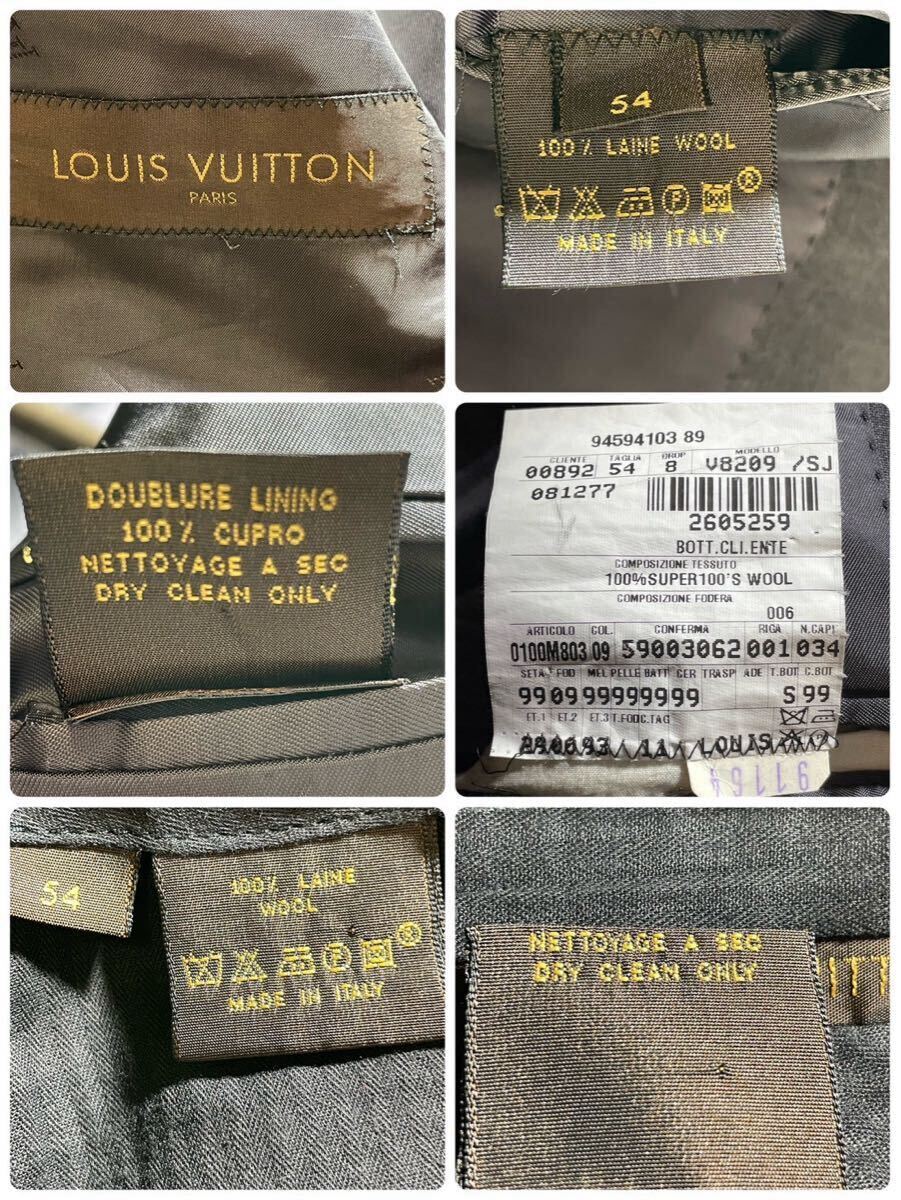 LOUIS VUITTON
PARIS
54
100% LAINE WOOL
®
MADE IN ITALY
DOUBLURE LINING
100% CUPRO
NETTOYAGE A SEC
DRY CLEAN ONLY
94594103 89
CLIENTE TAGLIA DROP MODELLO
00892 54 8 V8209 /SJ
081277
2605259
BOTT.CLI.ENTE
COMPOSIZIONE TESSUTO
100%SUPER100'S WOOL
COMPOSIZIONE FODERA
006
ARTICOLO COL. CONFERMA RIGA N.CAPI
0100M803 09 59003062 001 034
SETA FOD MEL PELLE BATT CER TRASP ADE T.BOT C.BOT
99 09 99999999 S 99
ET.1 ET.2 ET.3 T.FODC.TAG
11 LOUIS
9116
54
100% LAINE
WOOL
®
MADE IN ITALY
NETTOYAGE A SEC
DRY CLEAN ONLY
ITT